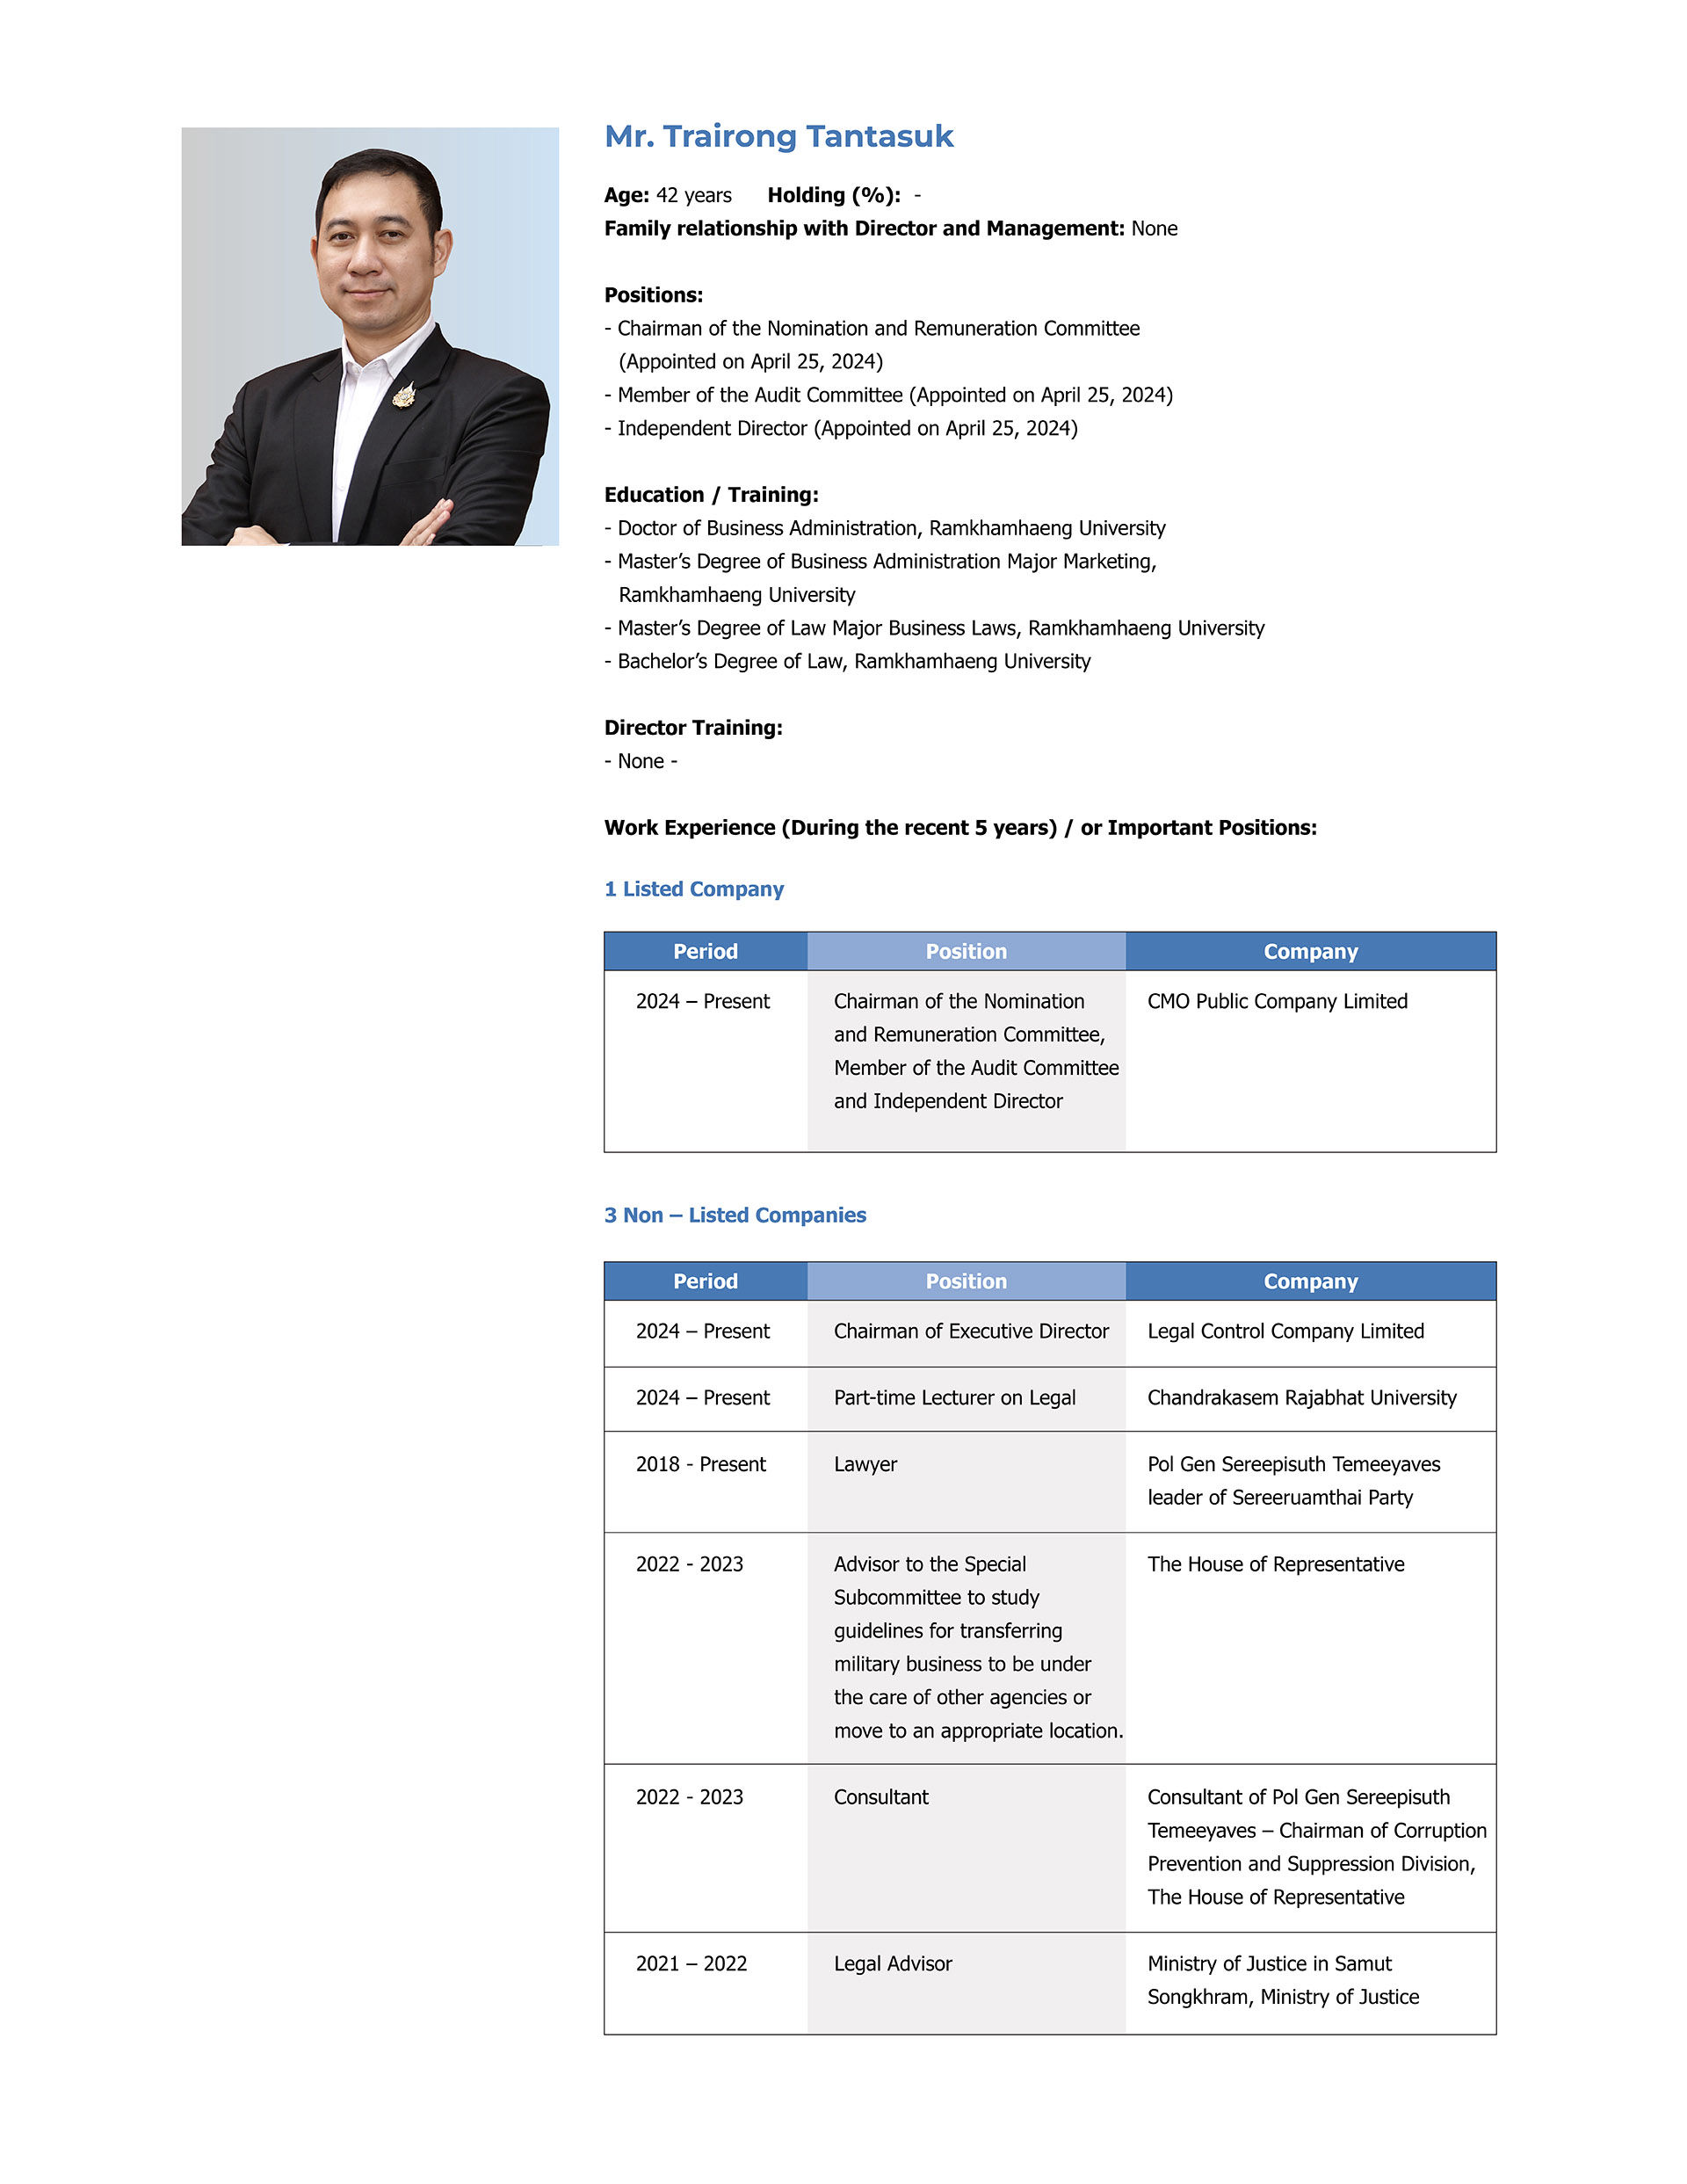 Mr. Trairong Tantasuk
Age: 42 years Holding (%): -
Family relationship with Director and Management: None
Positions:
- Chairman of the Nomination and Remuneration Committee
(Appointed on April 25, 2024)
- Member of the Audit Committee (Appointed on April 25, 2024)
- Independent Director (Appointed on April 25, 2024)
Education / Training:
- Doctor of Business Administration, Ramkhamhaeng University
- Master’s Degree of Business Administration Major Marketing,
Ramkhamhaeng University
- Master’s Degree of Law Major Business Laws, Ramkhamhaeng University
- Bachelor’s Degree of Law, Ramkhamhaeng University
Director Training:
- None -
Work Experience (During the recent 5 years) / or Important Positions:
1 Listed Company
Period Position Company
2024 – Present Chairman of the Nomination CMO Public Company Limited
and Remuneration Committee,
Member of the Audit Committee
and Independent Director
3 Non – Listed Companies
Period Position Company
2024 – Present Chairman of Executive Director Legal Control Company Limited
2024 – Present Part-time Lecturer on Legal Chandrakasem Rajabhat University
2018 - Present Lawyer Pol Gen Sereepisuth Temeeyaves
leader of Sereeruamthai Party
2022 - 2023 Advisor to the Special The House of Representative
Subcommittee to study
guidelines for transferring
military business to be under
the care of other agencies or
move to an appropriate location.
2022 - 2023 Consultant Consultant of Pol Gen Sereepisuth
Temeeyaves – Chairman of Corruption
Prevention and Suppression Division,
The House of Representative
2021 – 2022 Legal Advisor Ministry of Justice in Samut
Songkhram, Ministry of Justice